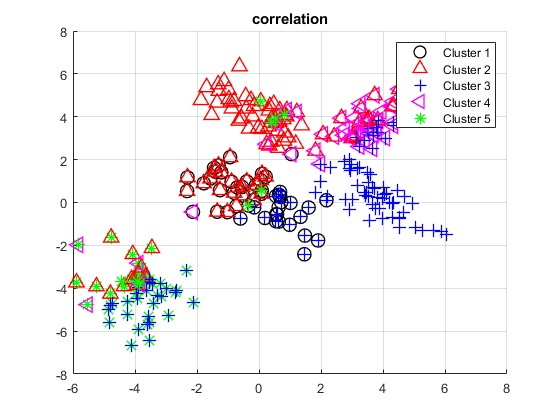 correlation
8
6
4
2
0
-2
-4
-6
-8
-6
-4
-2
0
2
4
6
8
Cluster 1
Cluster 2
Cluster 3
Cluster 4
Cluster 5